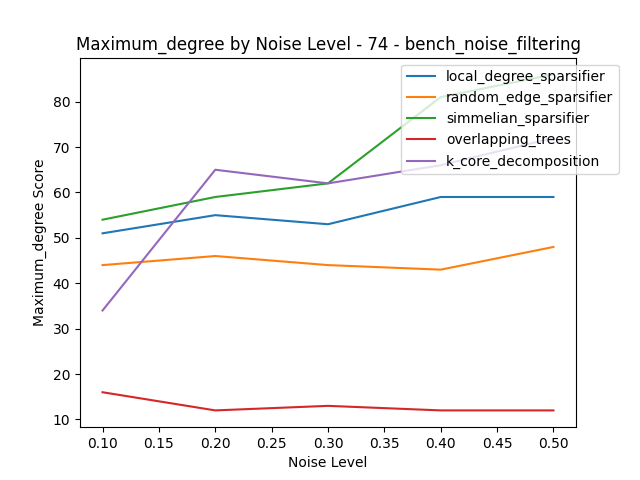 Maximum_degree by Noise Level - 74 - bench_noise_filtering
local_degree_sparsifier
random_edge_sparsifier
simmelian_sparsifier
overlapping_trees
k_core_decomposition
Maximum_degree Score
80
70
60
50
40
30
20
10
0.10 0.15 0.20 0.25 0.30 0.35 0.40 0.45 0.50
Noise Level